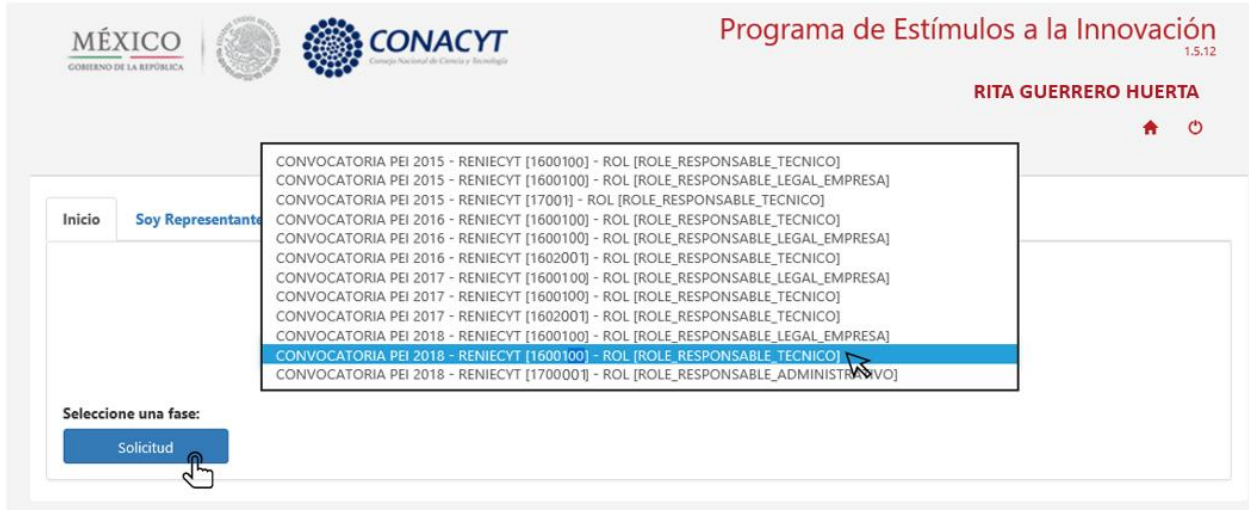 MÉXICO
GOBIERNO DE LA REPÚBLICA
CONACYT
Consejo Nacional de Ciencia y Tecnología
Programa de Estímulos a la Innovación
1.5.12
RITA GUERRERO HUERTA
CONVOCATORIA PEI 2015 - RENIECYT [1600100] - ROL [ROLE_RESPONSABLE_TECNICO]
CONVOCATORIA PEI 2015 - RENIECYT [1600100] - ROL [ROLE_RESPONSABLE_LEGAL_EMPRESA]
CONVOCATORIA PEI 2015 - RENIECYT [17001] - ROL [ROLE_RESPONSABLE_TECNICO]
CONVOCATORIA PEI 2016 - RENIECYT [1600100] - ROL [ROLE_RESPONSABLE_TECNICO]
CONVOCATORIA PEI 2016 - RENIECYT [1600100] - ROL [ROLE_RESPONSABLE_LEGAL_EMPRESA]
CONVOCATORIA PEI 2016 - RENIECYT [1602001] - ROL [ROLE_RESPONSABLE_TECNICO]
CONVOCATORIA PEI 2017 - RENIECYT [1600100] - ROL [ROLE_RESPONSABLE_LEGAL_EMPRESA]
CONVOCATORIA PEI 2017 - RENIECYT [1600100] - ROL [ROLE_RESPONSABLE_TECNICO]
CONVOCATORIA PEI 2017 - RENIECYT [1602001] - ROL [ROLE_RESPONSABLE_TECNICO]
CONVOCATORIA PEI 2018 - RENIECYT [1600100] - ROL [ROLE_RESPONSABLE_LEGAL_EMPRESA]
CONVOCATORIA PEI 2018 - RENIECYT [1600100] - ROL [ROLE_RESPONSABLE_TECNICO]
CONVOCATORIA PEI 2018 - RENIECYT [1700001] - ROL [ROLE_RESPONSABLE_ADMINISTRATIVO]
Inicio Soy Representante
Seleccione una fase:
Solicitud